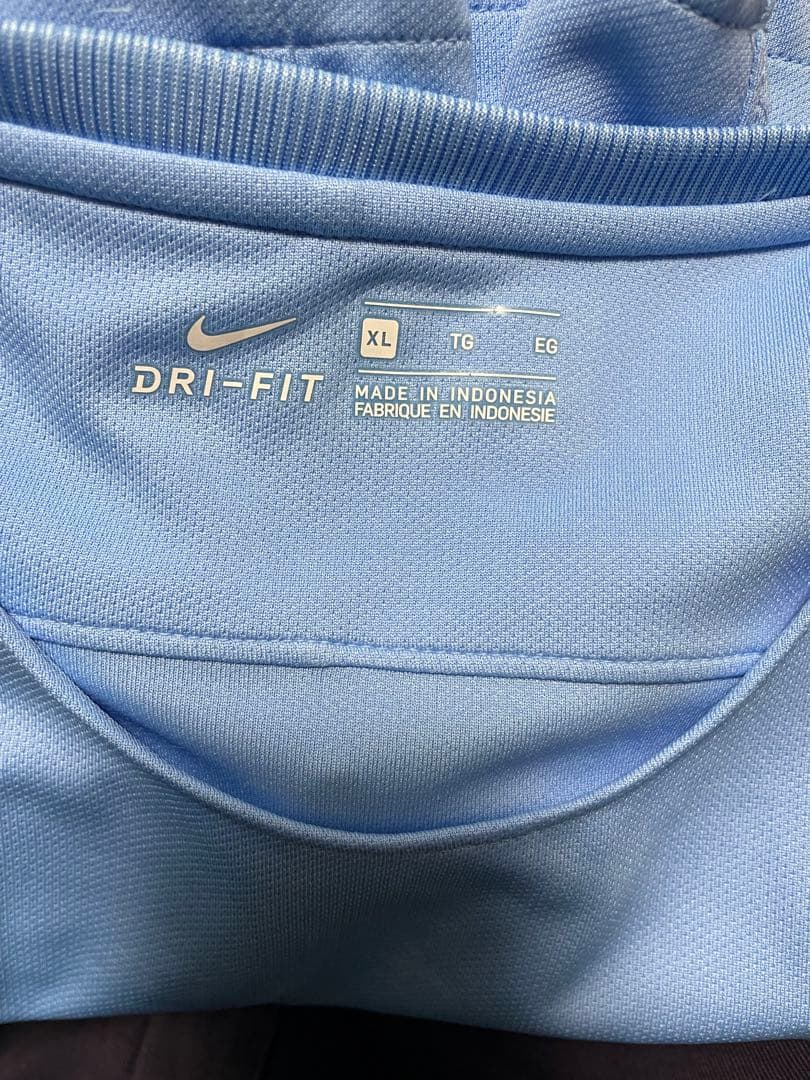 DRI-FIT
XL TG EG
MADE IN INDONESIA
FABRIQUE EN INDONESIE